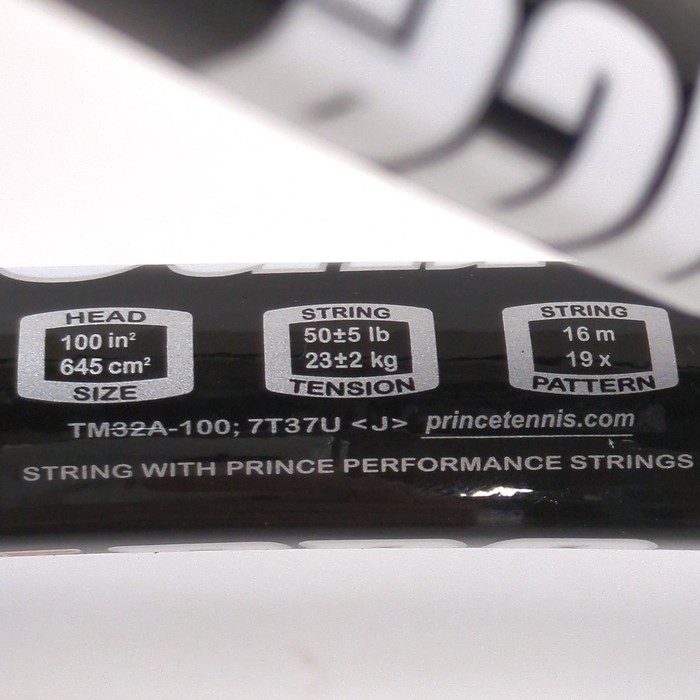 HEAD
100 in²
645 cm²
SIZE
STRING
50±5 lb
23±2 kg
TENSION
STRING
16 m
19 x
PATTERN
TM32A-100; 7T37U <J> princetennis.com
STRING WITH PRINCE PERFORMANCE STRINGS